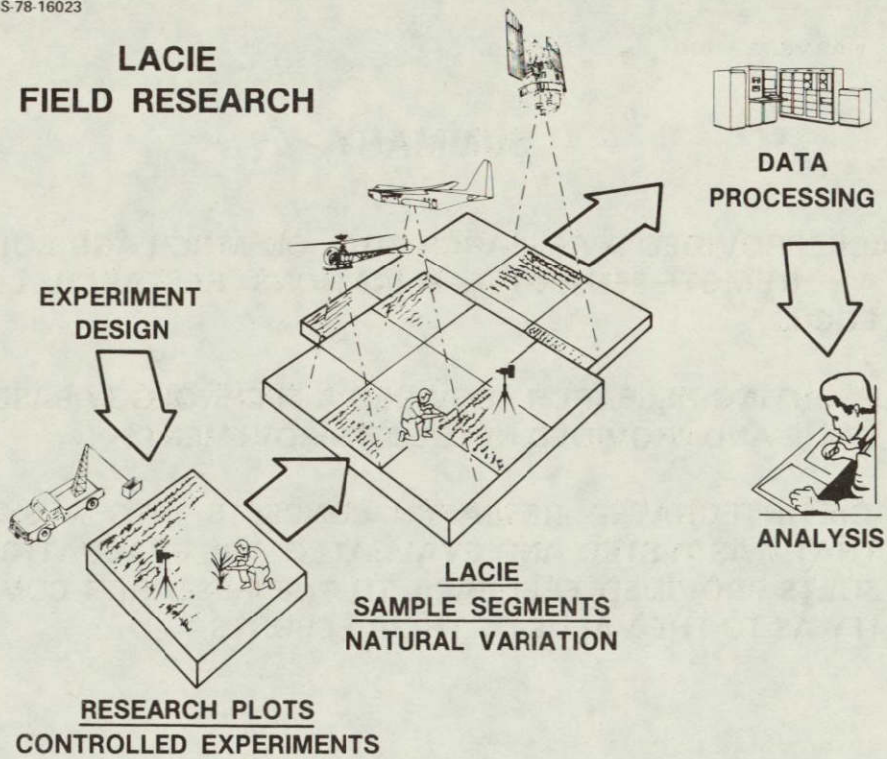 S-78-16023
LACIE
FIELD RESEARCH
DATA
PROCESSING
EXPERIMENT
DESIGN
ANALYSIS
LACIE
SAMPLE SEGMENTS
NATURAL VARIATION
RESEARCH PLOTS
CONTROLLED EXPERIMENTS